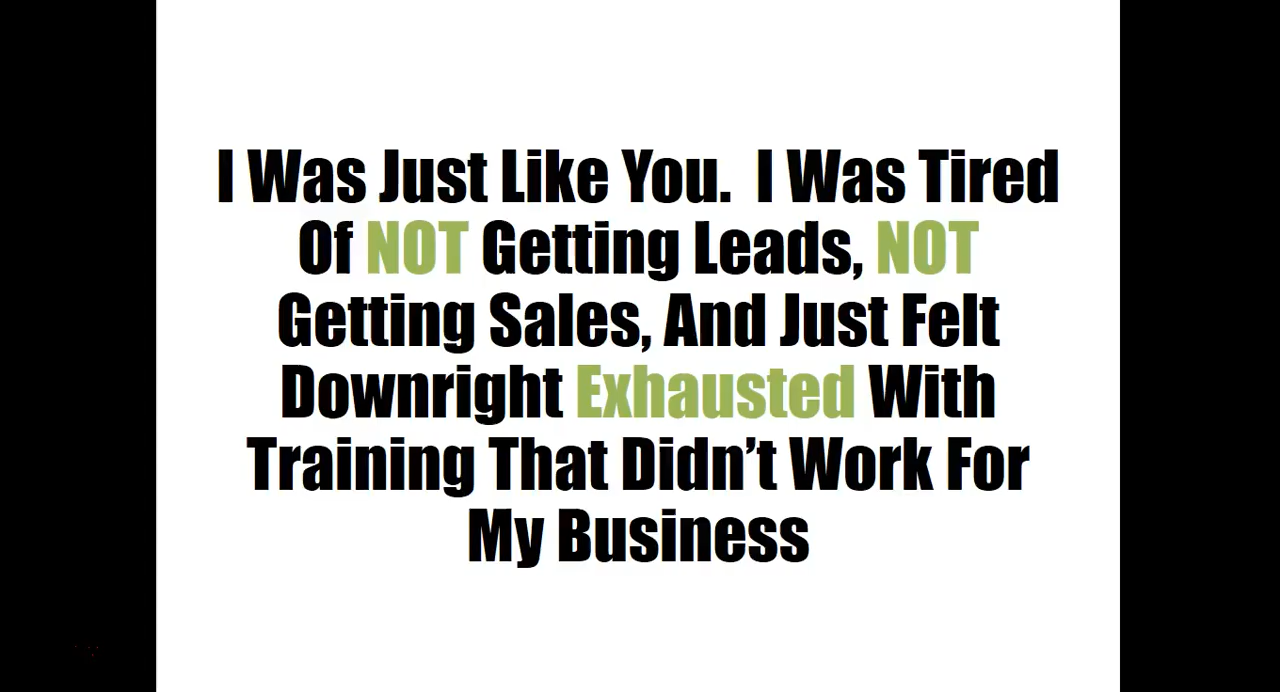 I Was Just Like You.  I Was Tired
Of NOT Getting Leads, NOT
Getting Sales, And Just Felt
Downright Exhausted With
Training That Didn’t Work For
My Business